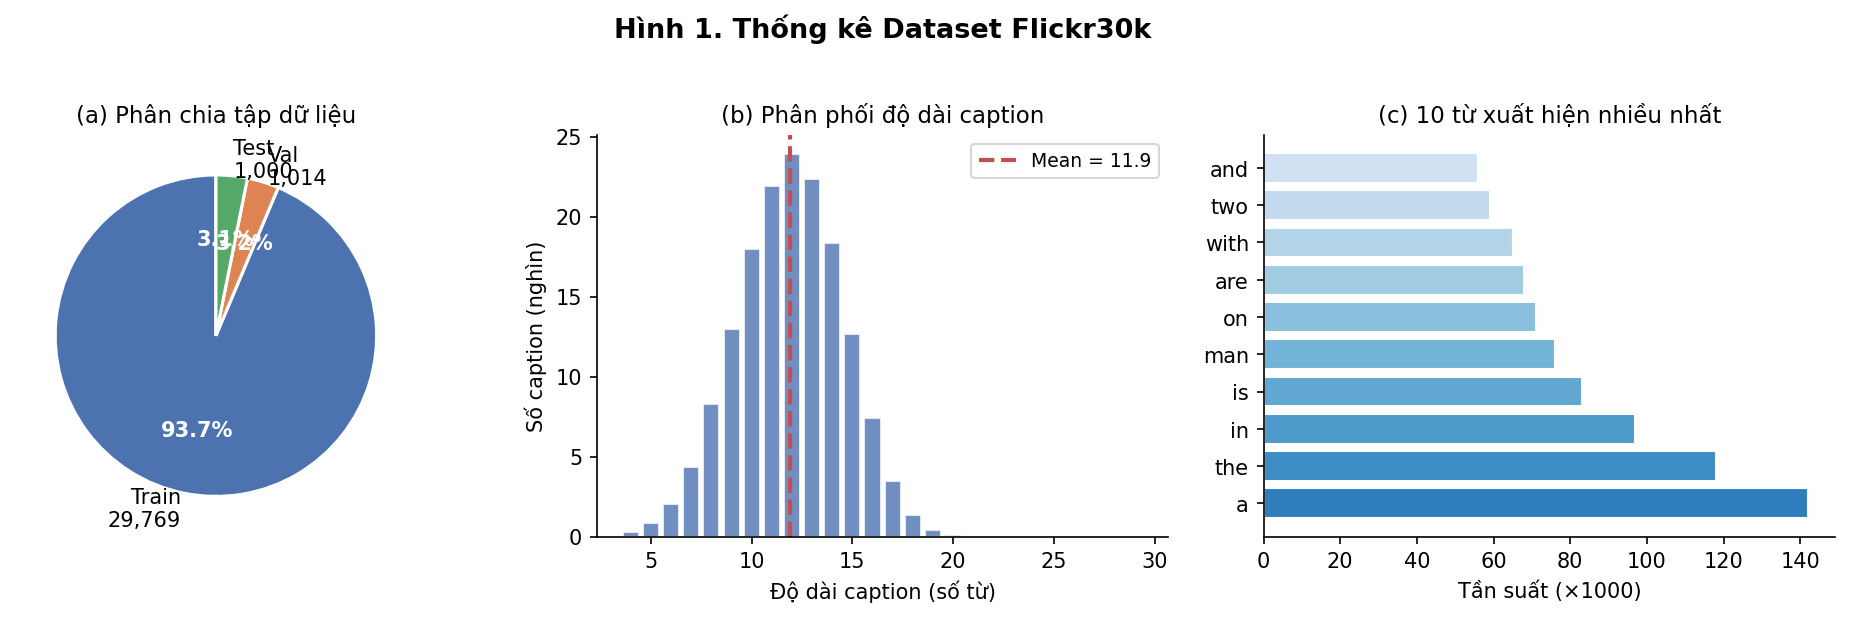 Hình 1. Thống kê Dataset Flickr30k
(a) Phân chia tập dữ liệu
Test
1,000
Val
1,014
3.1%
3.2%
93.7%
Train
29,769
(b) Phân phối độ dài caption
Số caption (nghìn)
25
20
15
10
5
0
Mean = 11.9
5 10 15 20 25 30
Độ dài caption (số từ)
(c) 10 từ xuất hiện nhiều nhất
and
two
with
are
on
man
is
in
the
a
0 20 40 60 80 100 120 140
Tần suất (×1000)